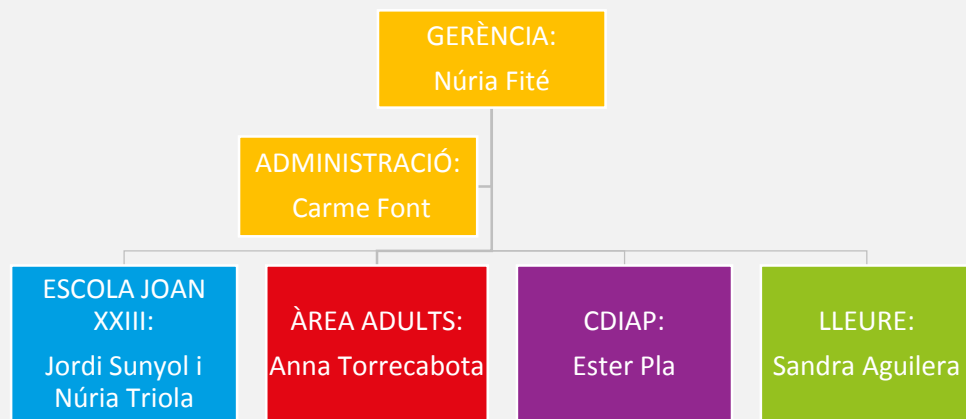 GERÈNCIA:
Núria Fité
ADMINISTRACIÓ:
Carme Font
ESCOLA JOAN
XXIII:
Jordi Sunyol i
Núria Triola
ÀREA ADULTS:
Anna Torrecabota
CDIAP:
Ester Pla
LLEURE:
Sandra Aguilera